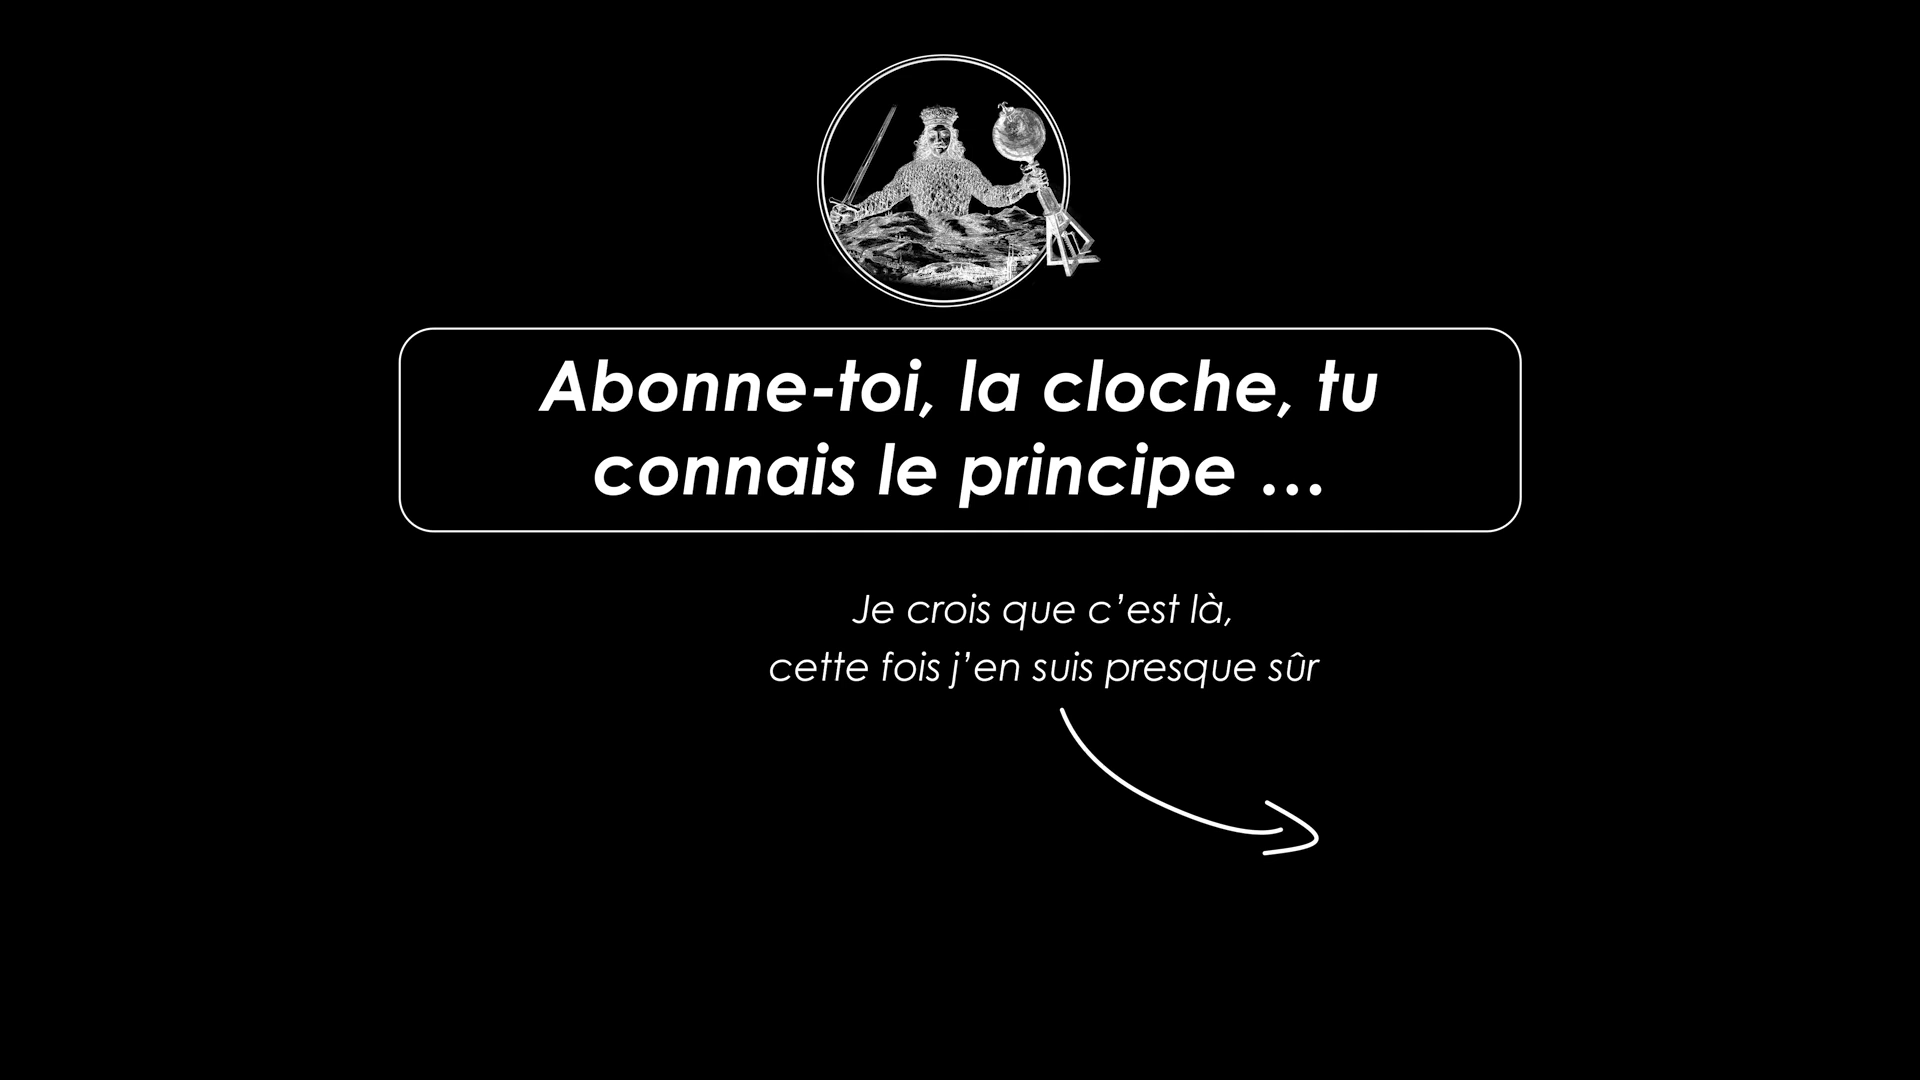 Abonne-toi, la cloche, tu
connais le principe ...
Je crois que c’est là,
cette fois j’en suis presque sûr